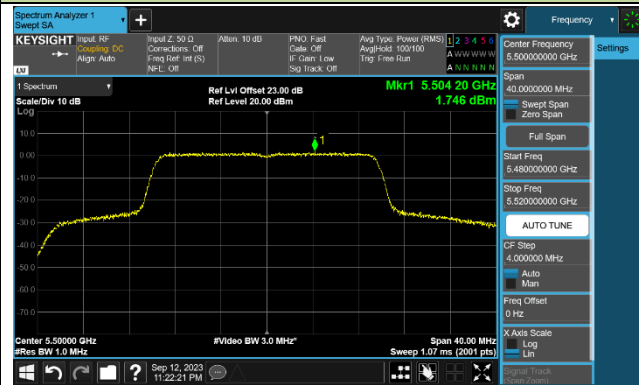 Spectrum Analyzer 1
Swept SA
+
Frequency
KEYSIGHT
Input: RF
Coupling: DC
Align: Auto
Input Z: 50 Ω
Corrections: Off
Freq Ref: Int (S)
NFE: Off
Atten: 10 dB
PNO: Fast
Gate: Off
IF Gain: Low
Sig Track: Off
Avg Type: Power (RMS)
Avg|Hold: 100/100
Trig: Free Run
1 2 3 4 5 6
A W W W W W
A N N N N N
LXI
1 Spectrum
Scale/Div 10 dB
Log
Ref Lvl Offset 23.00 dB
Ref Level 20.00 dBm
Mkr1 5.504 20 GHz
1.746 dBm
1
10.0
0.00
-10.0
-20.0
-30.0
-40.0
-50.0
-60.0
-70.0
Center 5.50000 GHz
#Res BW 1.0 MHz
#Video BW 3.0 MHz*
Span 40.00 MHz
Sweep 1.07 ms (2001 pts)
Sep 12, 2023
11:22:21 PM
?
Center Frequency
5.500000000 GHz
Settings
Span
40.0000000 MHz
Swept Span
Zero Span
Full Span
Start Freq
5.480000000 GHz
Stop Freq
5.520000000 GHz
AUTO TUNE
CF Step
4.000000 MHz
Auto
Man
Freq Offset
0 Hz
X Axis Scale
Log
Lin
Signal Track
(Span Zoom)